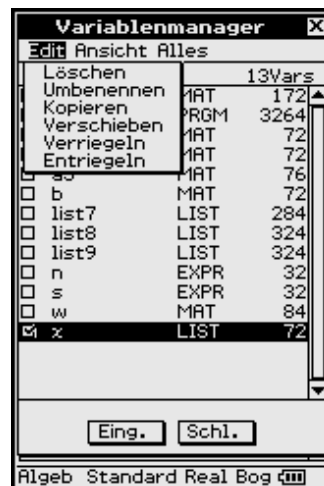 Variablenmanager
Edit Ansicht Alles
13Vars
Löschen
Umbenennen
Kopieren
Verschieben
Verriegeln
Entriegeln
MAT 172
PRGM 3264
MAT 72
MAT 72
MAT 76
b MAT 72
list7 LIST 284
list8 LIST 324
list9 LIST 324
n EXPR 32
s EXPR 32
w MAT 84
x LIST 72
Eing. Schl.
Algeb Standard Real Bog